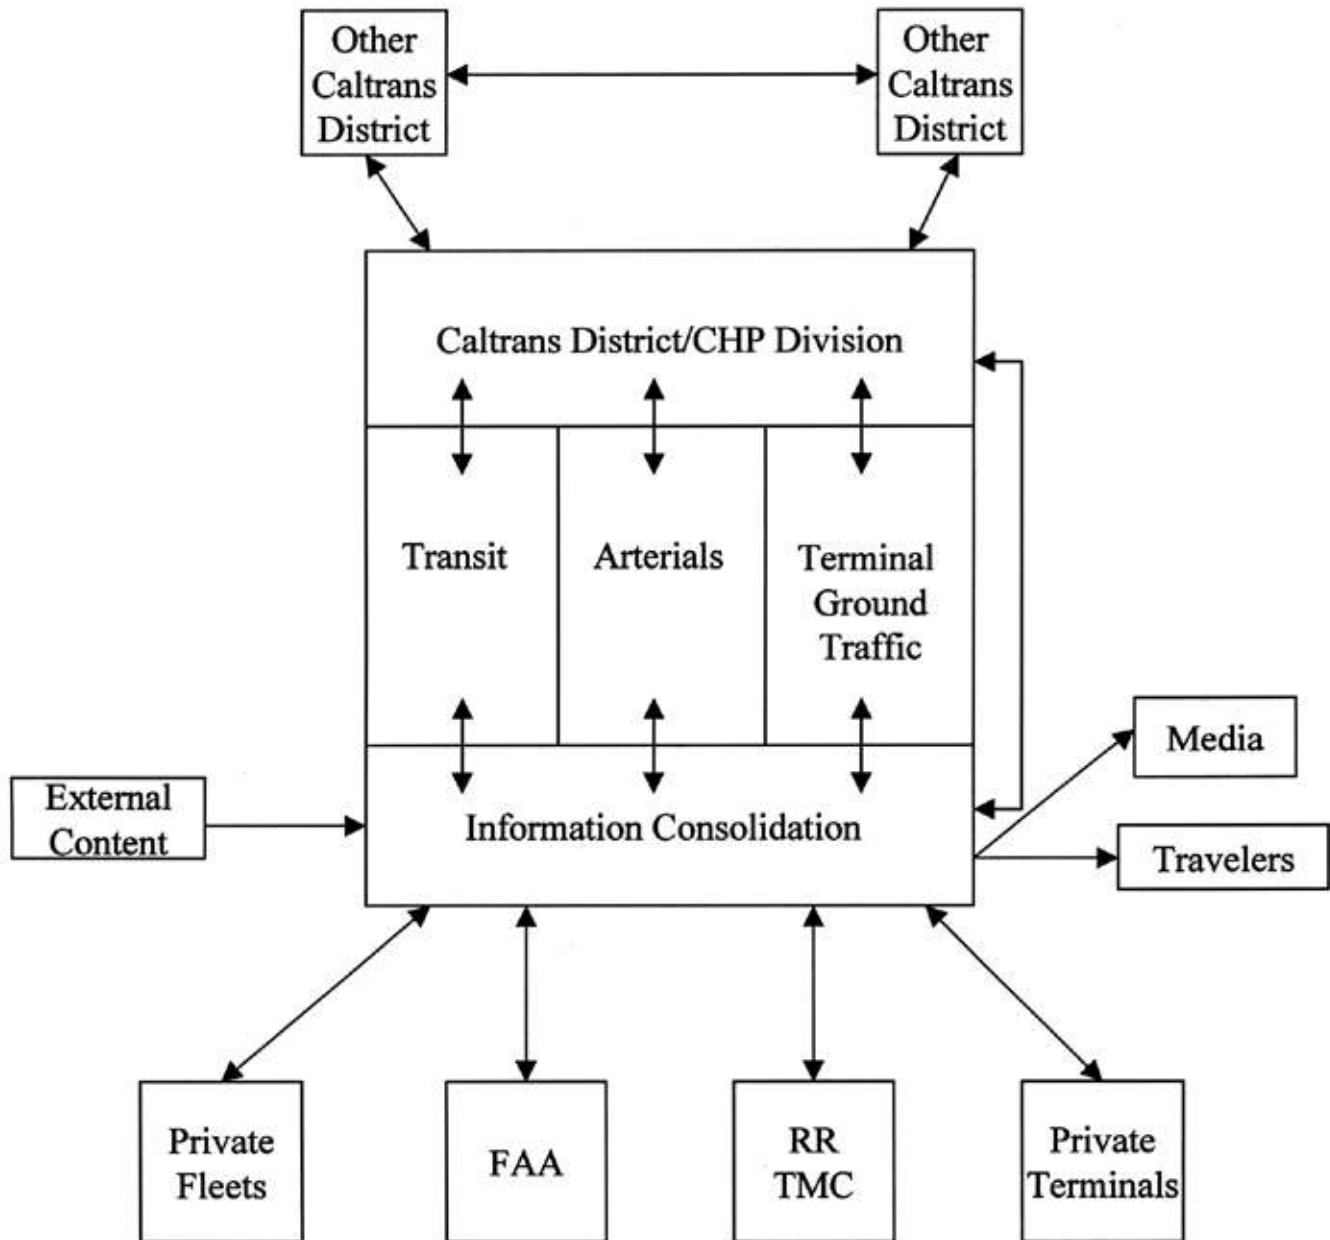 Other
Caltrans
District
Other
Caltrans
District
Caltrans District/CHP Division
Transit
Arterials
Terminal
Ground
Traffic
Media
External
Content
Information Consolidation
Travelers
Private
Fleets
FAA
RR
TMC
Private
Terminals